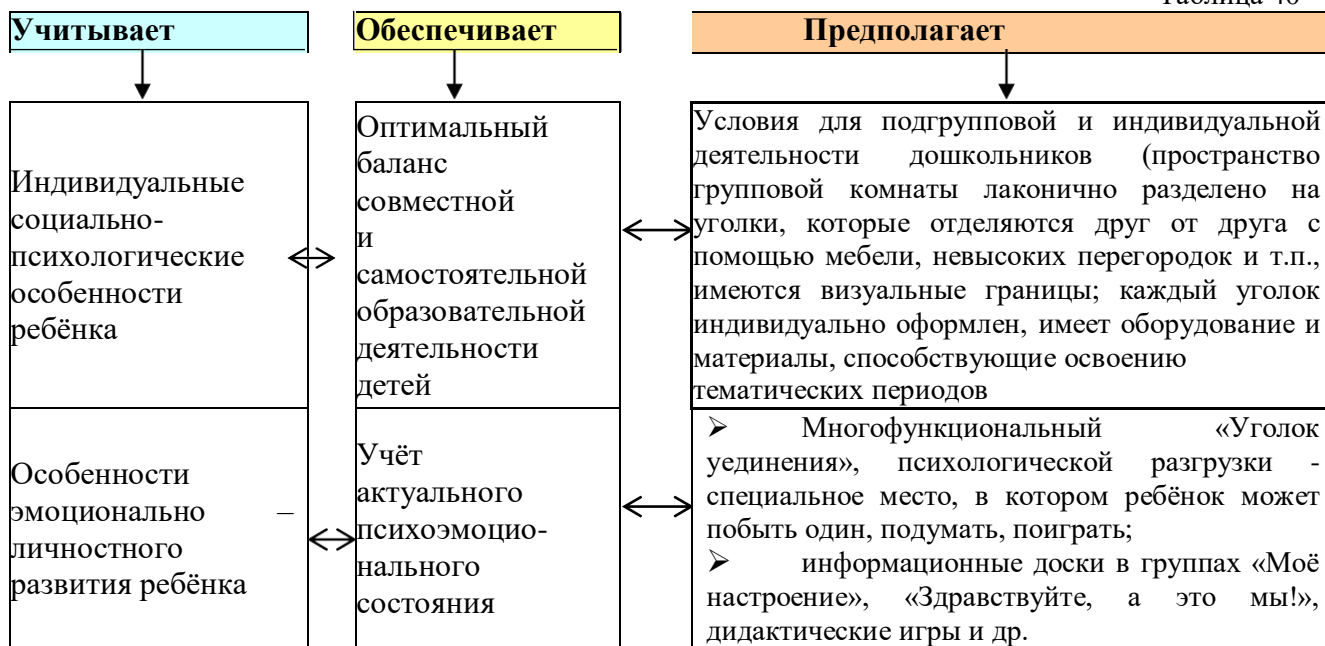 Учитывает
Обеспечивает
Предполагает
Индивидуальные
социально-
психологические
особенности
ребёнка
Оптимальный
баланс
совместной
и
самостоятельной
образовательной
деятельности
детей
Условия для подгрупповой и индивидуальной
деятельности дошкольников (пространство
групповой комнаты лаконично разделено на
уголки, которые отделяются друг от друга с
помощью мебели, невысоких перегородок и т.п.,
имеются визуальные границы; каждый уголок
индивидуально оформлен, имеет оборудование и
материалы, способствующие освоению
тематических периодов
Особенности
эмоционально –
личностного
развития ребёнка
Учёт
актуального
психоэмоцио-
нального
состояния
➢ Многофункциональный «Уголок
уединения», психологической разгрузки -
специальное место, в котором ребёнок может
побыть один, подумать, поиграть;
➢ информационные доски в группах «Моё
настроение», «Здравствуйте, а это мы!»,
дидактические игры и др.